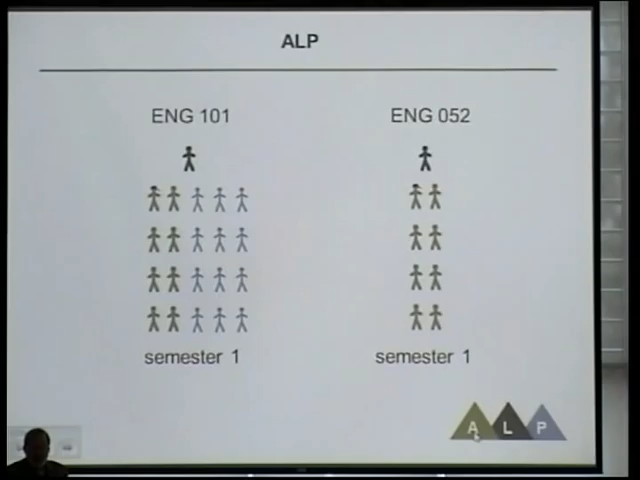 ALP
ENG 101
ENG 052
semester 1
semester 1
A L P